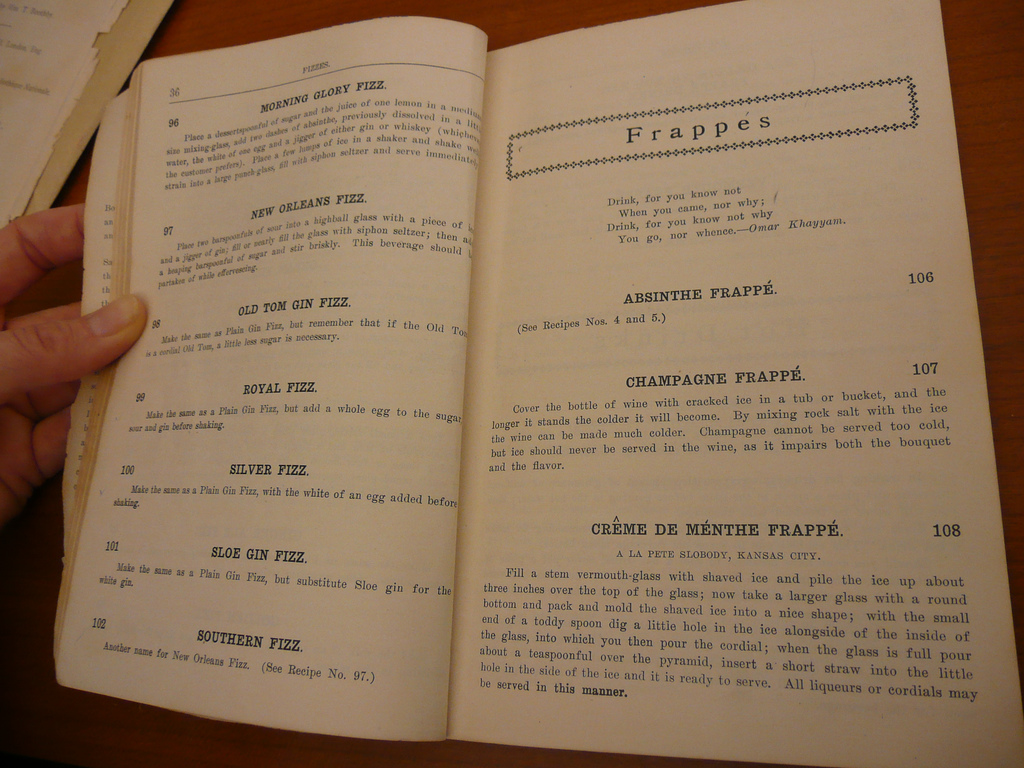 36
FIZZES.
MORNING GLORY FIZZ.
96
Place a dessertspoonful of sugar and the juice of one lemon in a medium
size mixing-glass, add two dashes of absinthe, previously dissolved in a
water, the white of one egg and a jigger of either gin or whiskey (whichever
the customer prefers). Place a few lumps of ice in a shaker and shake
strain into a large punch-glass, fill with siphon seltzer and serve immediately
NEW ORLEANS FIZZ.
97
Place two barspoonfuls of sour into a highball glass with a piece of
and a jigger of gin; fill or nearly fill the glass with siphon seltzer; then
a heaping barspoonful of sugar and stir briskly. This beverage should
partaken of while effervescing.
OLD TOM GIN FIZZ.
98
Make the same as Plain Gin Fizz, but remember that if the Old Tom
is a cordial Old Tom, a little less sugar is necessary.
ROYAL FIZZ.
99
Make the same as a Plain Gin Fizz, but add a whole egg to the sugar
sour and gin before shaking.
100
SILVER FIZZ.
Make the same as a Plain Gin Fizz, with the white of an egg added before
shaking.
101
SLOE GIN FIZZ.
Make the same as a Plain Gin Fizz, but substitute Sloe gin for the
white gin.
102
SOUTHERN FIZZ.
Another name for New Orleans Fizz. (See Recipe No. 97.)
Frappés
Drink, for you know not
When you came, nor why;
Drink, for you know not why
You go, nor whence.—Omar Khayyam.
ABSINTHE FRAPPÉ. 106
(See Recipes Nos. 4 and 5.)
CHAMPAGNE FRAPPÉ. 107
Cover the bottle of wine with cracked ice in a tub or bucket, and the
longer it stands the colder it will become. By mixing rock salt with the ice
the wine can be made much colder. Champagne cannot be served too cold,
but ice should never be served in the wine, as it impairs both the bouquet
and the flavor.
CRÊME DE MÉNTHE FRAPPÉ. 108
A LA PETE SLOBODY, KANSAS CITY.
Fill a stem vermouth-glass with shaved ice and pile the ice up about
three inches over the top of the glass; now take a larger glass with a round
bottom and pack and mold the shaved ice into a nice shape; with the small
end of a toddy spoon dig a little hole in the ice alongside of the inside of
the glass, into which you then pour the cordial; when the glass is full pour
about a teaspoonful over the pyramid, insert a short straw into the little
hole in the side of the ice and it is ready to serve. All liqueurs or cordials may
be served in this manner.